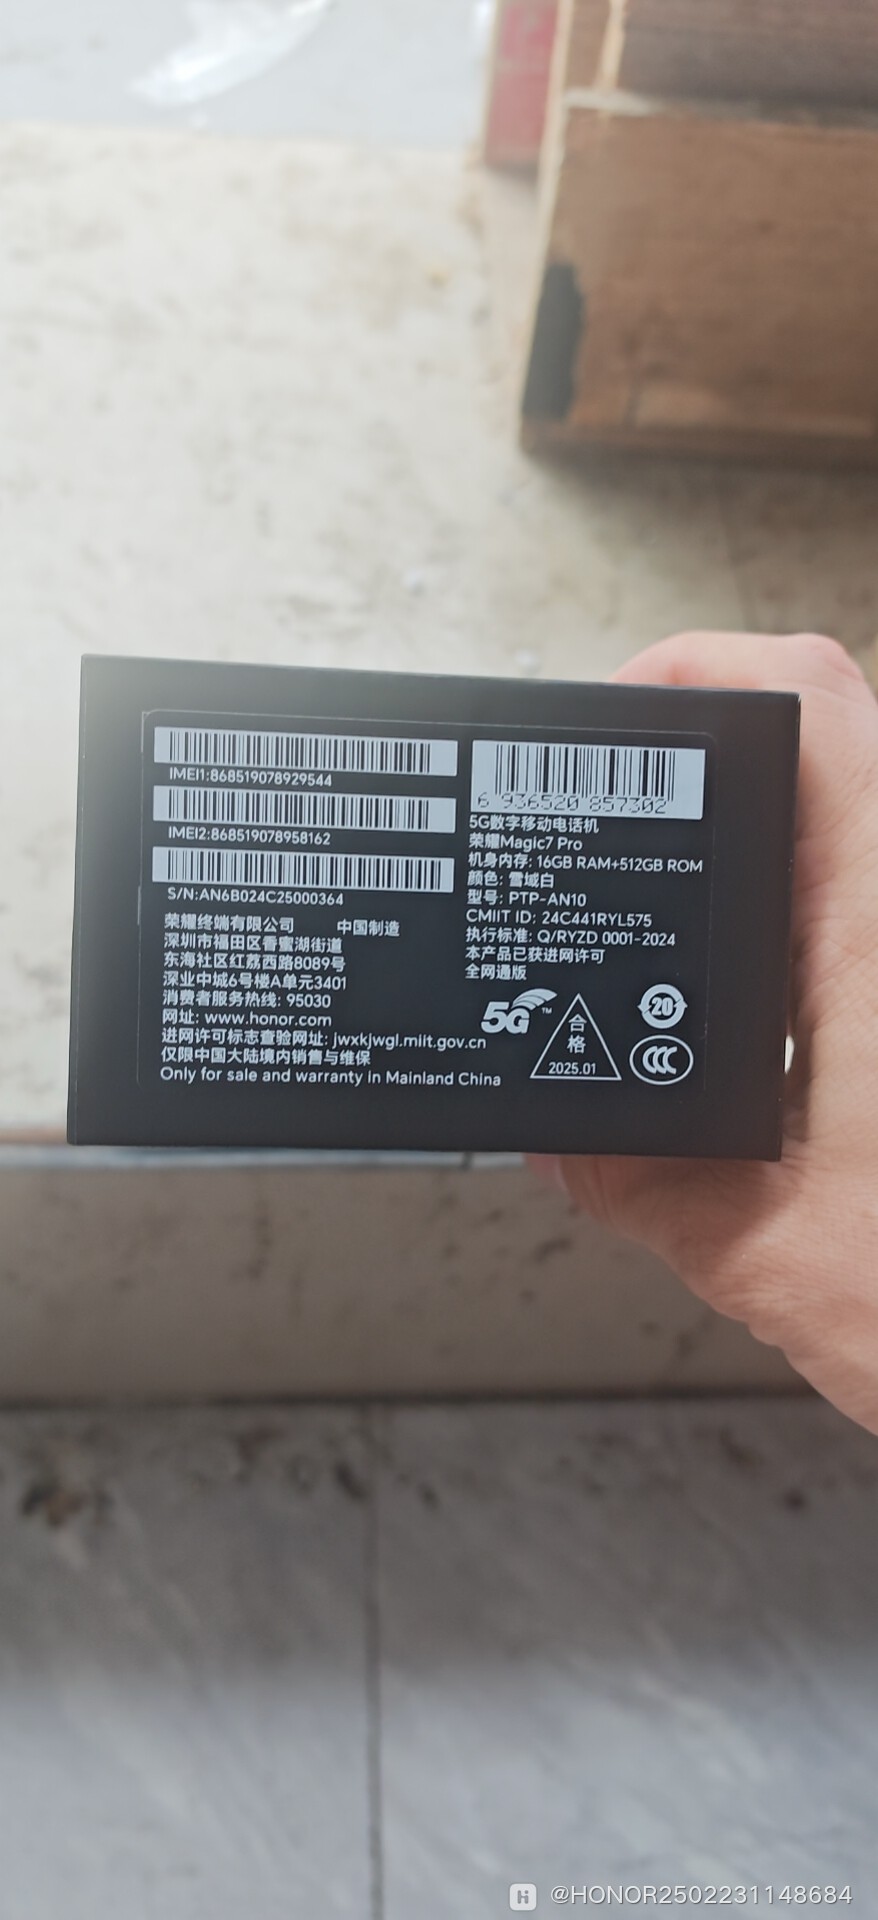 IMEI1:868519078929544
IMEI2:868519078958162
S/N:AN6B024C25000364
荣耀终端有限公司 中国制造
深圳市福田区香蜜湖街道
东海社区红荔西路8089号
深业中城6号楼A单元3401
消费者服务热线: 95030
网址: www.honor.com
进网许可标志查验网址: jwxkjwgl.miit.gov.cn
仅限中国大陆境内销售与维保
Only for sale and warranty in Mainland China
6 936520 857302
5G数字移动电话机
荣耀Magic7 Pro
机身内存: 16GB RAM+512GB ROM
颜色: 雪域白
型号: PTP-AN10
CMIIT ID: 24C441RYL575
执行标准: Q/RYZD 0001-2024
本产品已获进网许可
全网通版
5G™
合
格
2025.01
20
CCC
@HONOR2502231148684